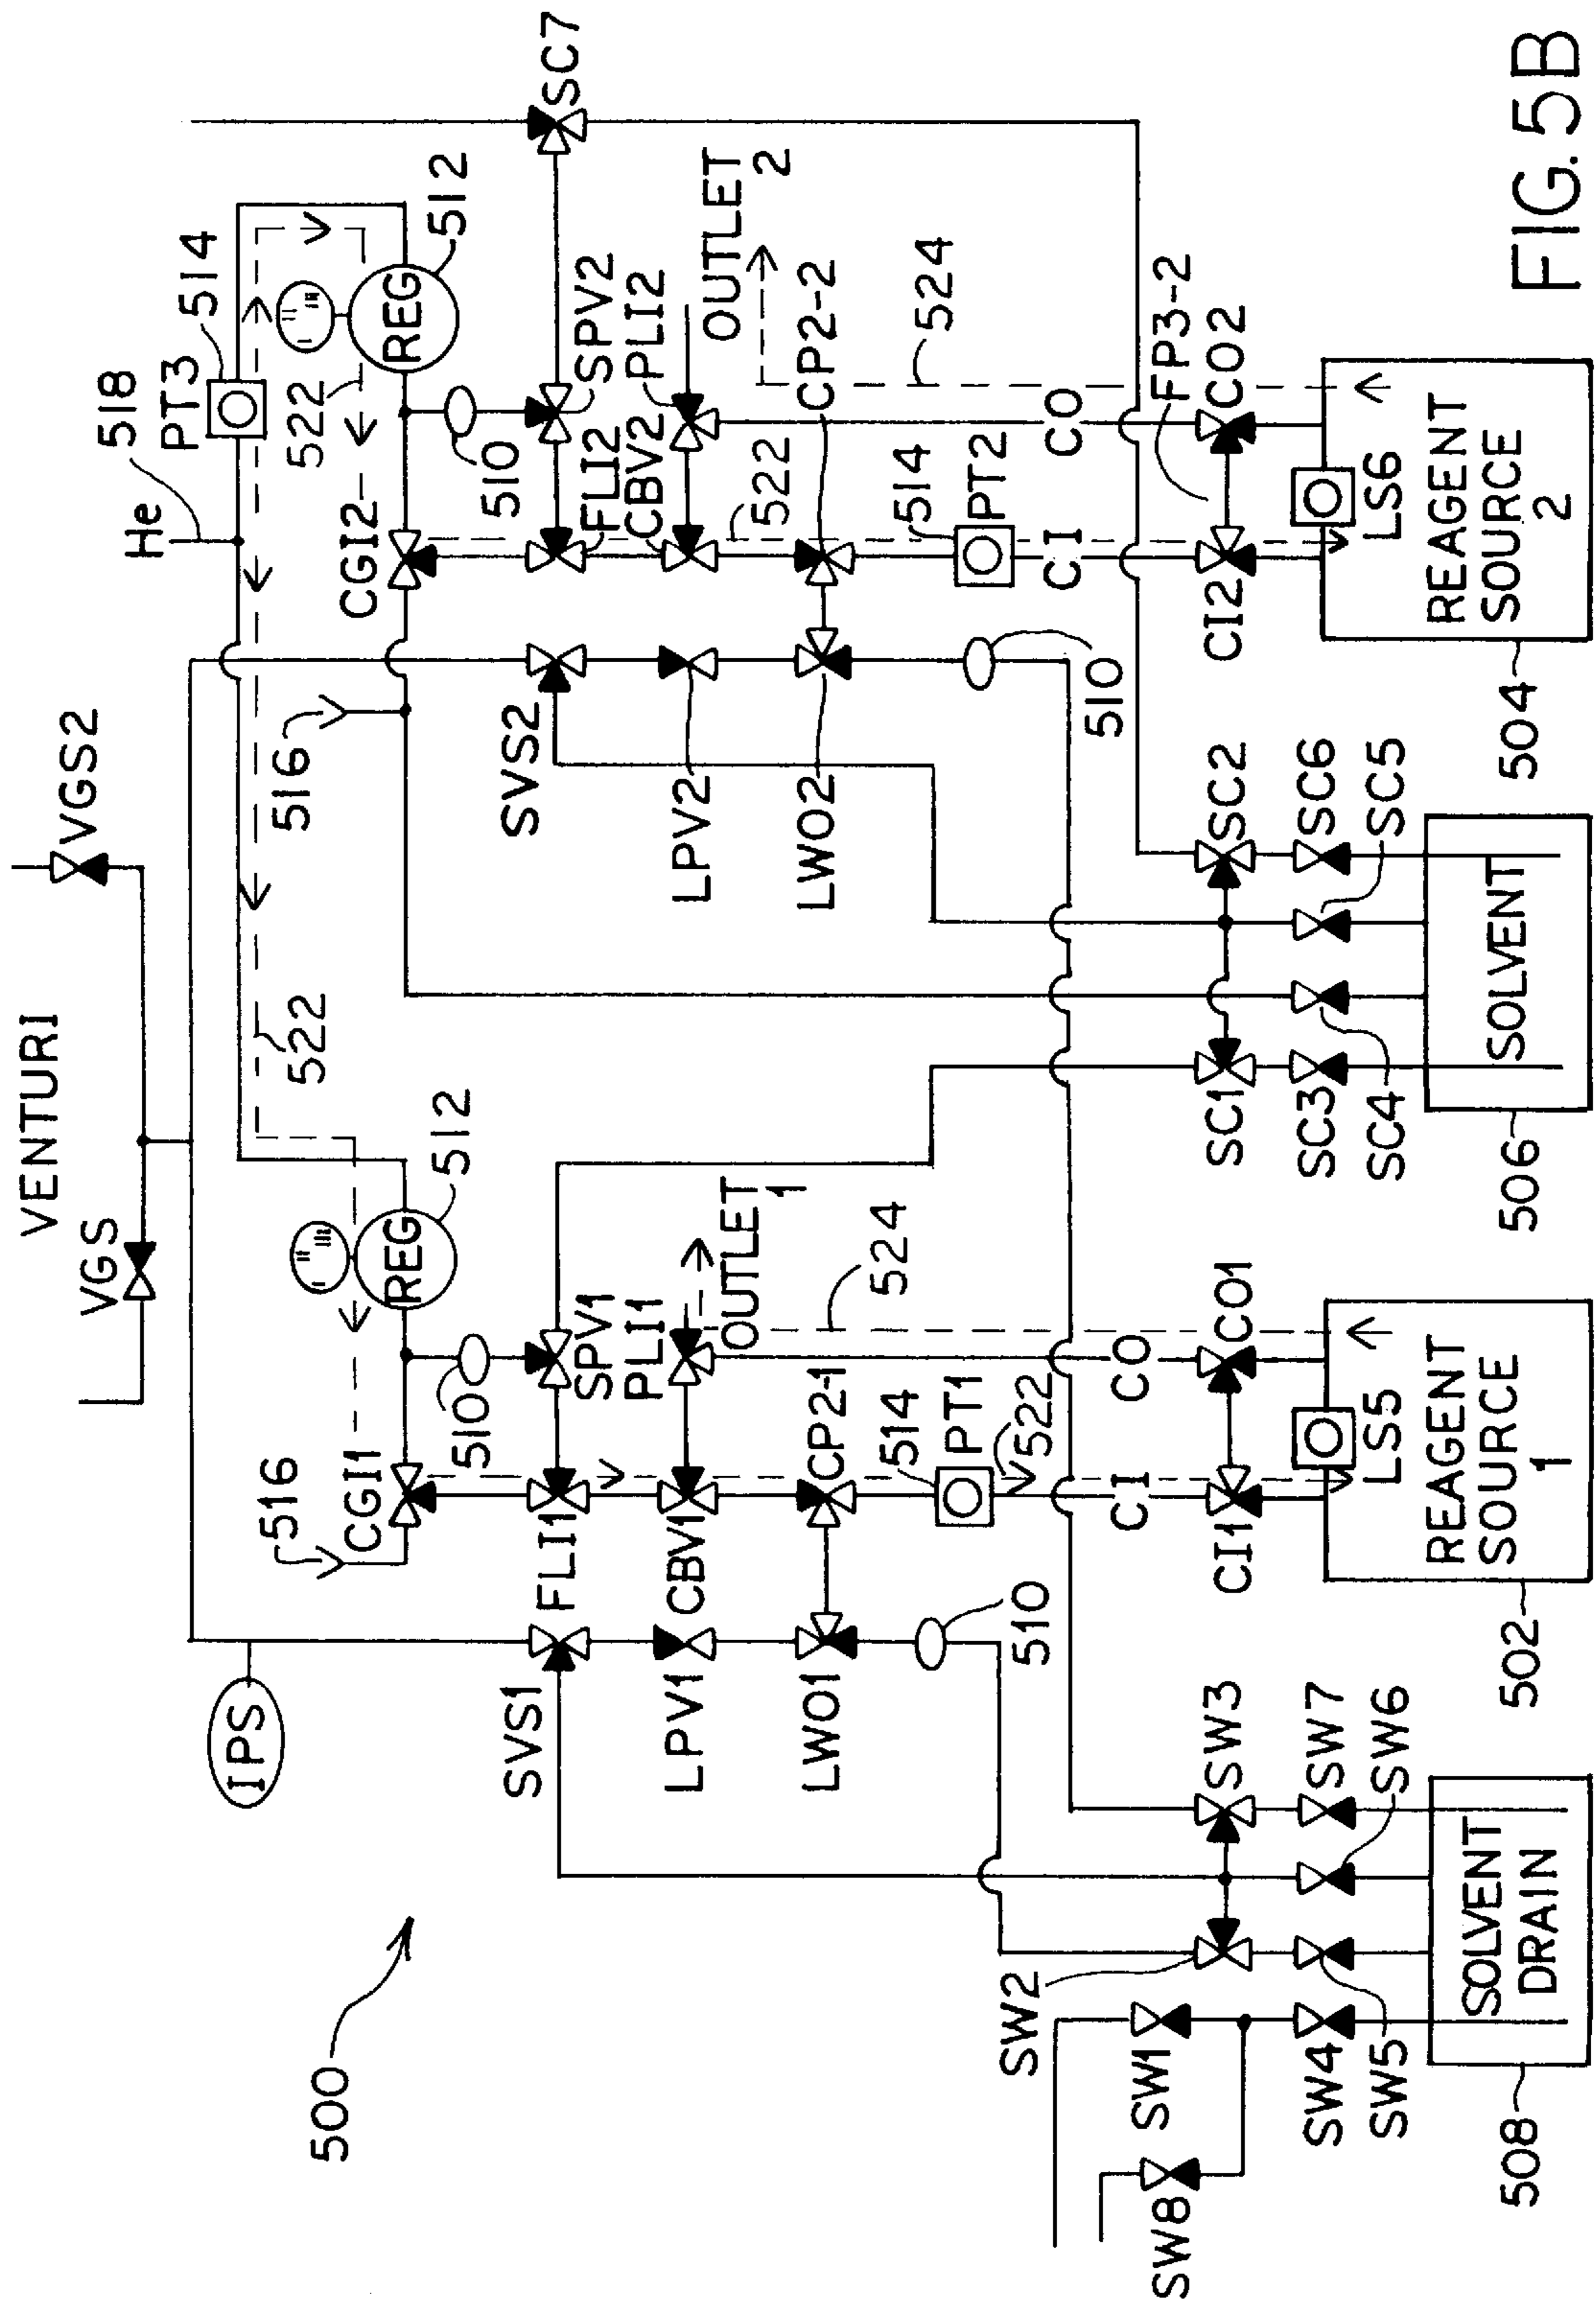 VENTURI
VGS
VGS2
He
518
PT3
514
522
REG
512
522
CGI2
510
516
IPS
516
CGI1
REG
512
522
510
SVS1
FLI1
SPV1
PLI1
OUTLET
1
LPV1
CBV1
CP2-1
LWO1
510
514
PT1
522
524
CI
CO
SVS2
FLI2
CBV2
SPV2
PLI2
SC7
OUTLET
2
LPV2
522
CP2-2
LWO2
514
PT2
524
510
CI
CO
FP3-2
500
SW8
SW1
SW2
SW3
SW4
SW5
SW7
SW6
SOLVENT
DRAIN
508
CI1
CO1
LS5
REAGENT
SOURCE
1
502
SC1
SC2
SC3
SC4
SC6
SC5
SOLVENT
506
CI2
CO2
LS6
REAGENT
SOURCE
2
504
FIG. 5B